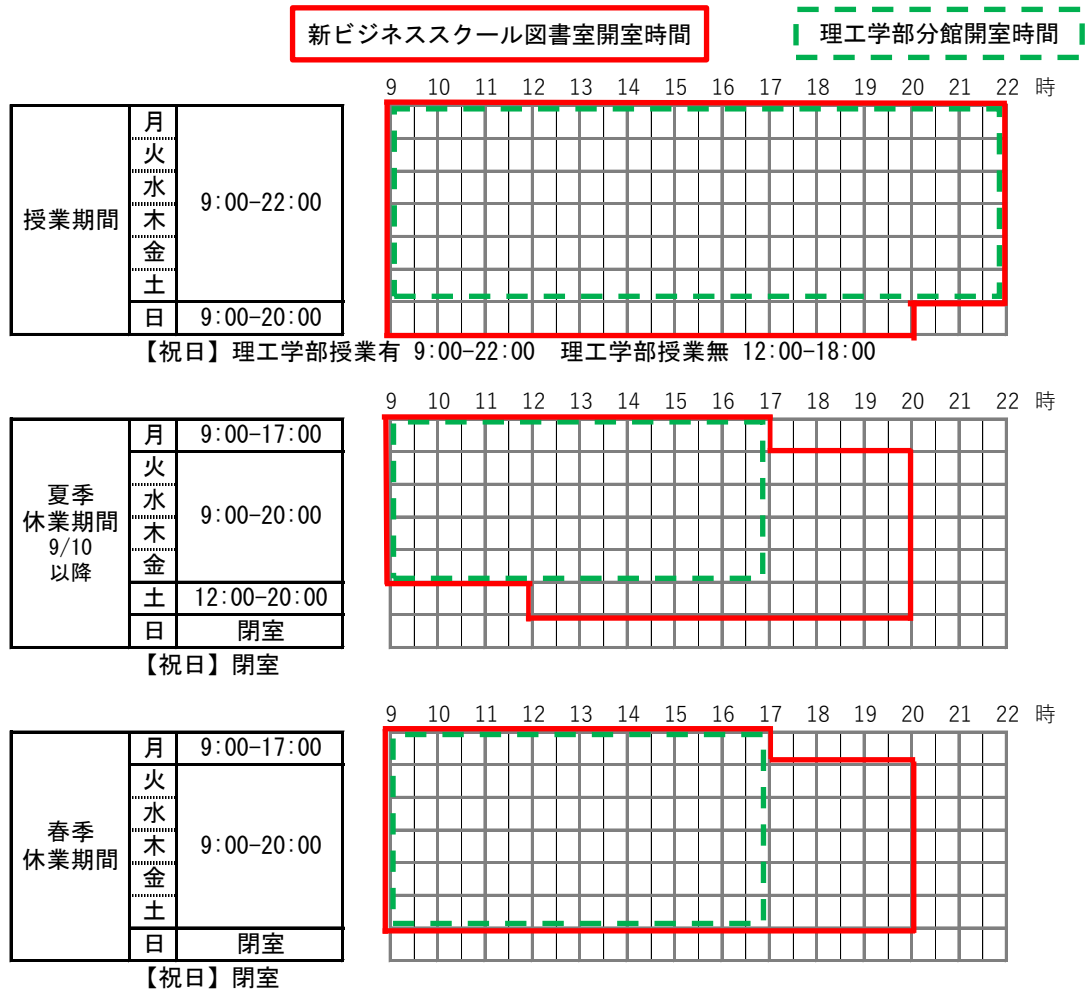 新ビジネススクール図書室開室時間
理工学部分館開室時間
9 10 11 12 13 14 15 16 17 18 19 20 21 22 時
授業期間
月
火
水
木
金
土
9:00-22:00
日 9:00-20:00
【祝日】理工学部授業有 9:00-22:00 理工学部授業無 12:00-18:00
9 10 11 12 13 14 15 16 17 18 19 20 21 22 時
夏季
休業期間
9/10
以降
月 9:00-17:00
火
水
木
金
9:00-20:00
土 12:00-20:00
日 閉室
【祝日】閉室
9 10 11 12 13 14 15 16 17 18 19 20 21 22 時
春季
休業期間
月 9:00-17:00
火
水
木
金
土
9:00-20:00
日 閉室
【祝日】閉室